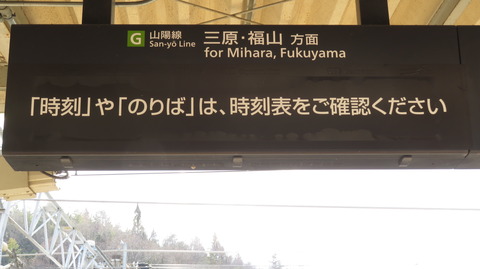 G 山陽線 三原・福山 方面
San-yō Line for Mihara, Fukuyama
「時刻」や「のりば」は、時刻表をご確認ください